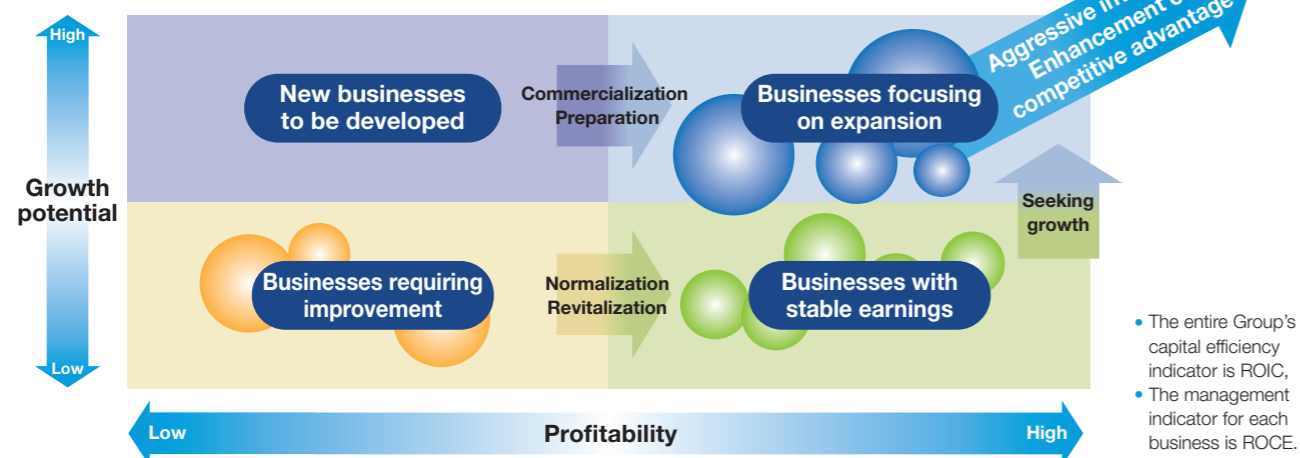 High
Growth
potential
Low
New businesses
to be developed
Commercialization
Preparation
Businesses focusing
on expansion
Aggressive
Enhancement
competitive advantage
Seeking
growth
Businesses requiring
improvement
Normalization
Revitalization
Businesses with
stable earnings
Low
Profitability
High
• The entire Group's
capital efficiency
indicator is ROIC,
• The management
indicator for each
business is ROCE.